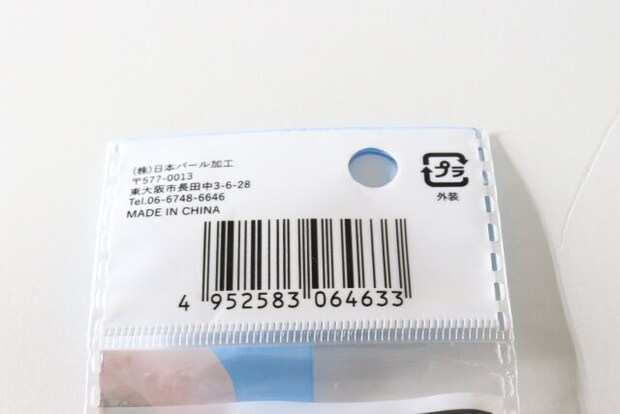 (株)日本パール加工
〒577-0013
東大阪市長田中3-6-28
Tel.06-6748-6646
MADE IN CHINA
プラ
外装
4 952583 064633